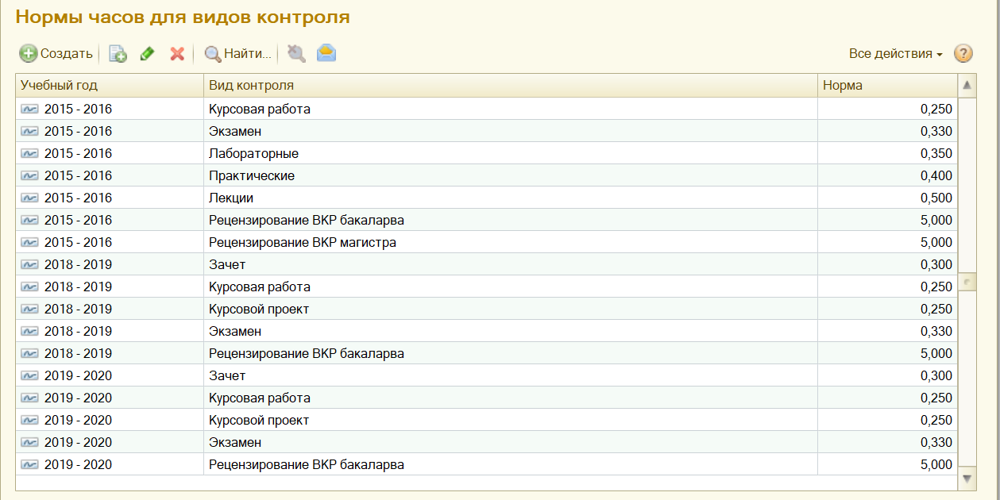 Нормы часов для видов контроля
Создать Найти... Все действия ?
Учебный год Вид контроля Норма
2015 - 2016 Курсовая работа 0,250
2015 - 2016 Экзамен 0,330
2015 - 2016 Лабораторные 0,350
2015 - 2016 Практические 0,400
2015 - 2016 Лекции 0,500
2015 - 2016 Рецензирование ВКР бакаларва 5,000
2015 - 2016 Рецензирование ВКР магистра 5,000
2018 - 2019 Зачет 0,300
2018 - 2019 Курсовая работа 0,250
2018 - 2019 Курсовой проект 0,250
2018 - 2019 Экзамен 0,330
2018 - 2019 Рецензирование ВКР бакаларва 5,000
2019 - 2020 Зачет 0,300
2019 - 2020 Курсовая работа 0,250
2019 - 2020 Курсовой проект 0,250
2019 - 2020 Экзамен 0,330
2019 - 2020 Рецензирование ВКР бакаларва 5,000